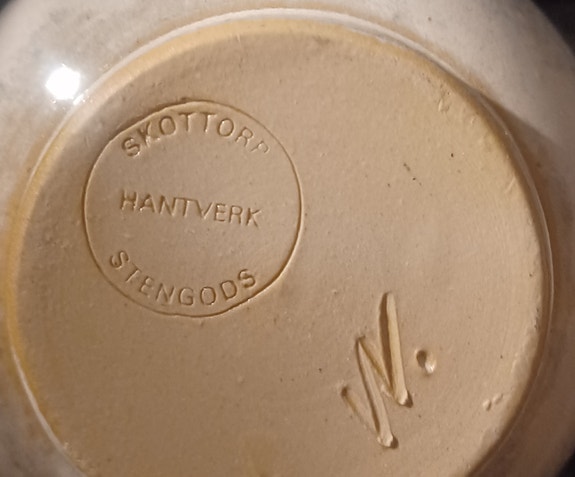 SKOTTORP
HANTVERK
STENGODS
W.